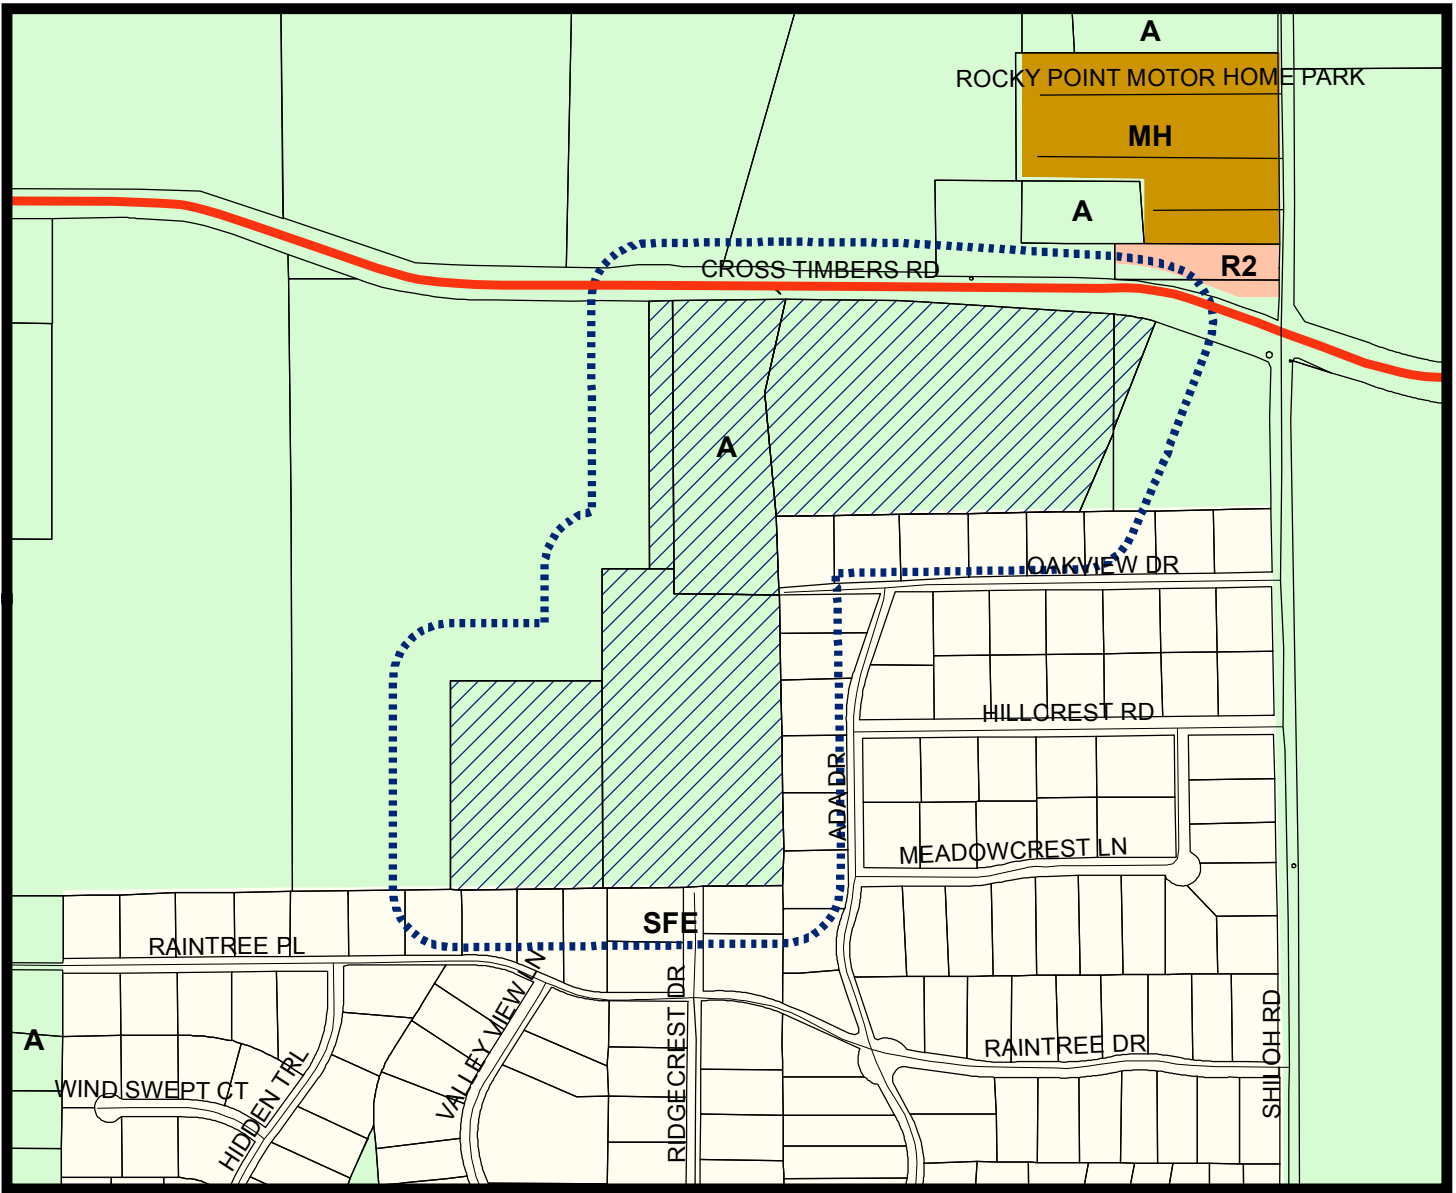 A
ROCKY POINT MOTOR HOME PARK
MH
A
R2
CROSS TIMBERS RD
A
OAKVIEW DR
HILLCREST RD
ADA DR
MEADOWCREST LN
SFE
RAINTREE PL
VALLEY VIEW LN
RIDGECREST DR
SHILOH RD
A
RAINTREE DR
WIND SWEPT CT
HIDDEN TRL